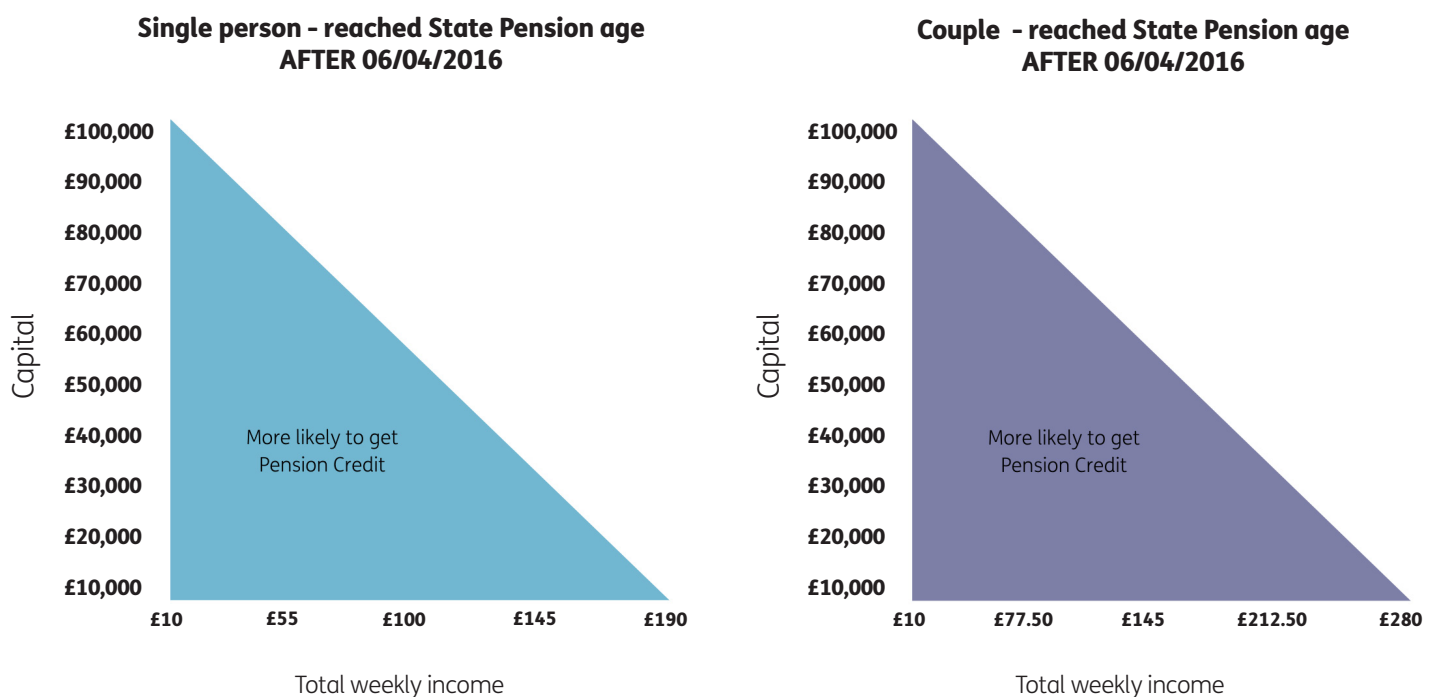 Single person - reached State Pension age
AFTER 06/04/2016
£100,000
£90,000
£80,000
£70,000
£60,000
£50,000
£40,000
£30,000
£20,000
£10,000
Capital
More likely to get
Pension Credit
£10
£55
£100
£145
£190
Total weekly income
Couple - reached State Pension age
AFTER 06/04/2016
£100,000
£90,000
£80,000
£70,000
£60,000
£50,000
£40,000
£30,000
£20,000
£10,000
Capital
More likely to get
Pension Credit
£10
£77.50
£145
£212.50
£280
Total weekly income